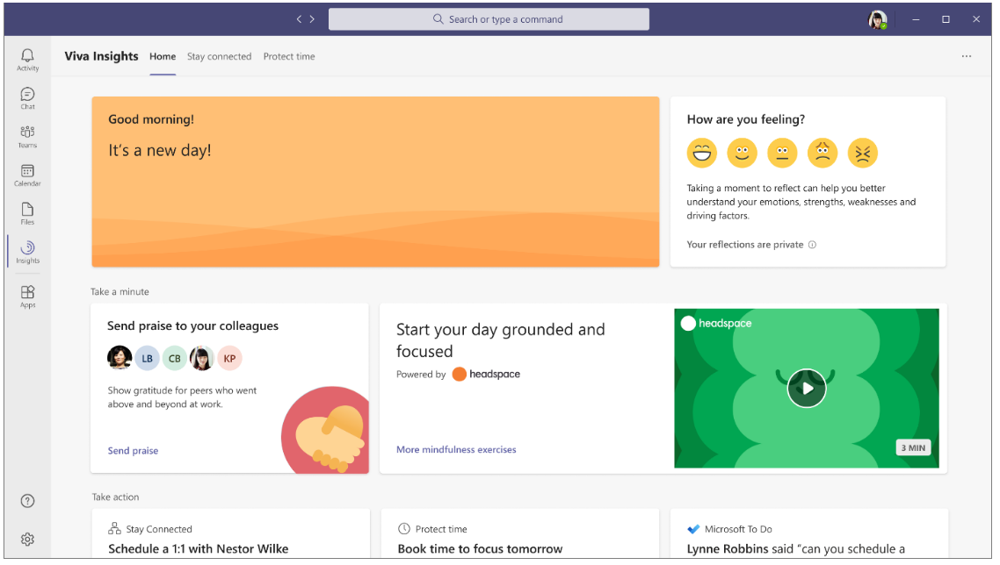 Search or type a command
Viva Insights Home Stay connected Protect time
...
Activity
Chat
Teams
Calendar
Files
Insights
Apps
Good morning!
It's a new day!
How are you feeling?
Taking a moment to reflect can help you better
understand your emotions, strengths, weaknesses and
driving factors.
Your reflections are private
Take a minute
Send praise to your colleagues
LB CB KP
Show gratitude for peers who went
above and beyond at work.
Send praise
Start your day grounded and
focused
Powered by headspace
More mindfulness exercises
headspace
3 MIN
Take action
Stay Connected
Schedule a 1:1 with Nestor Wilke
Protect time
Book time to focus tomorrow
Microsoft To Do
Lynne Robbins said “can you schedule a